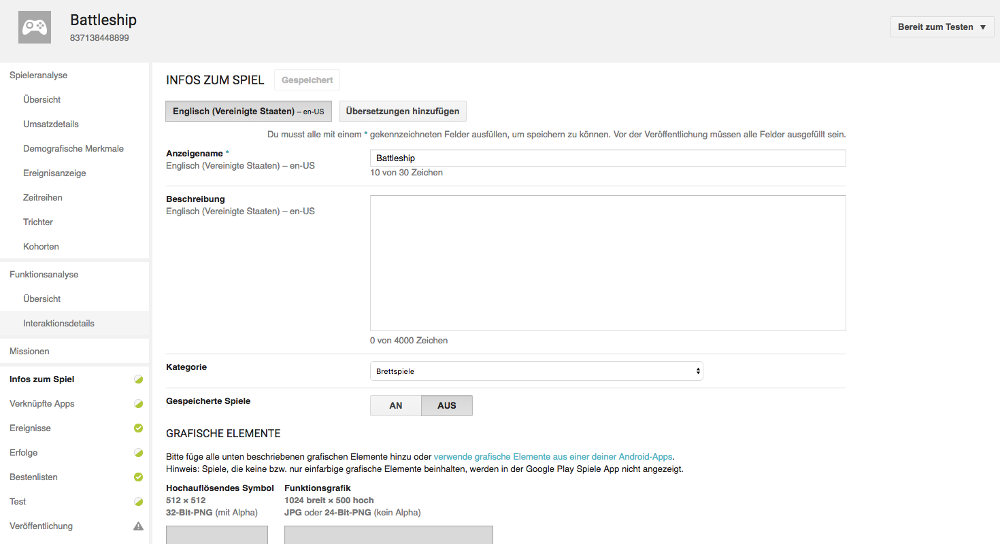 Battleship
837138448899
Bereit zum Testen
Spieleranalyse
Übersicht
Umsatzdetails
Demografische Merkmale
Ereignisanzeige
Zeitreihen
Trichter
Kohorten
Funktionsanalyse
Übersicht
Interaktionsdetails
Missionen
Infos zum Spiel
Verknüpfte Apps
Ereignisse
Erfolge
Bestenlisten
Test
Veröffentlichung
INFOS ZUM SPIEL Gespeichert
Englisch (Vereinigte Staaten) – en-US Übersetzungen hinzufügen
Du musst alle mit einem * gekennzeichneten Felder ausfüllen, um speichern zu können. Vor der Veröffentlichung müssen alle Felder ausgefüllt sein.
Anzeigename * Battleship
Englisch (Vereinigte Staaten) – en-US
10 von 30 Zeichen
Beschreibung
Englisch (Vereinigte Staaten) – en-US
0 von 4000 Zeichen
Kategorie Brettspiele
Gespeicherte Spiele AN AUS
GRAFISCHE ELEMENTE
Bitte füge alle unten beschriebenen grafischen Elemente hinzu oder verwende grafische Elemente aus einer deiner Android-Apps.
Hinweis: Spiele, die keine bzw. nur einfarbige grafische Elemente beinhalten, werden in der Google Play Spiele App nicht angezeigt.
Hochauflösendes Symbol
512 × 512
32-Bit-PNG (mit Alpha)
Funktionsgrafik
1024 breit × 500 hoch
JPG oder 24-Bit-PNG (kein Alpha)